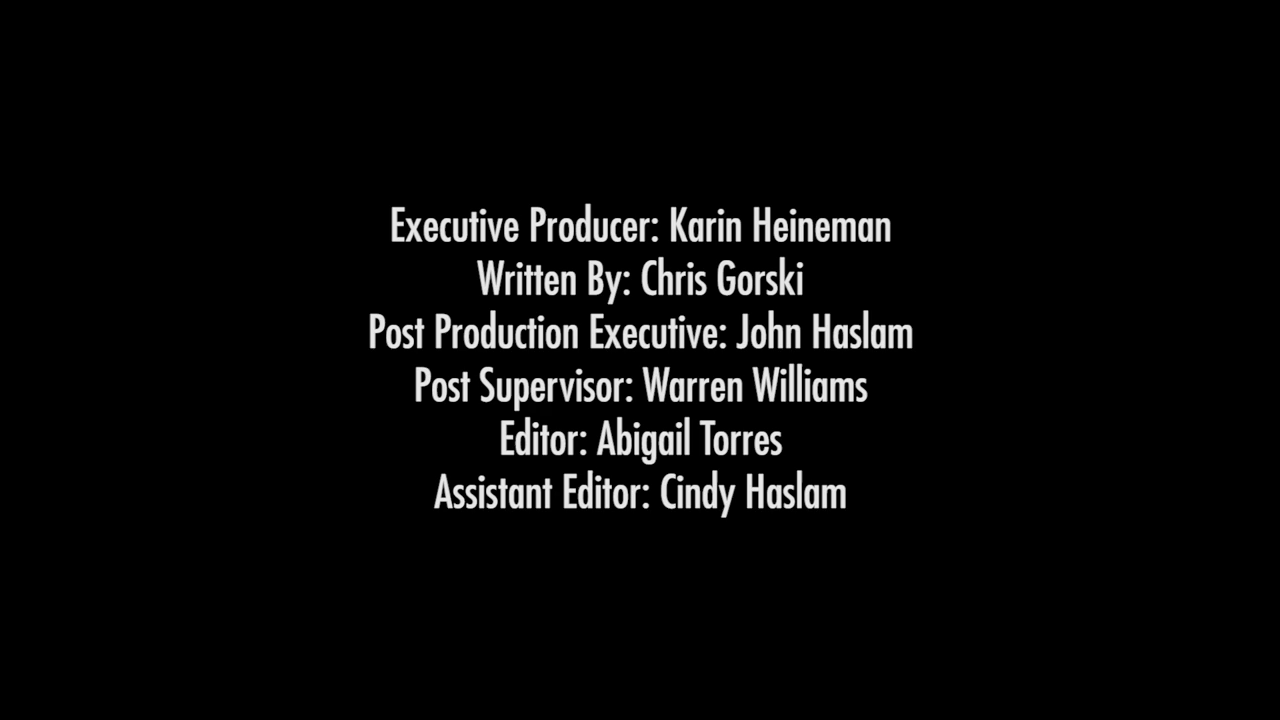 Executive Producer: Karin Heineman
Written By: Chris Gorski
Post Production Executive: John Haslam
Post Supervisor: Warren Williams
Editor: Abigail Torres
Assistant Editor: Cindy Haslam